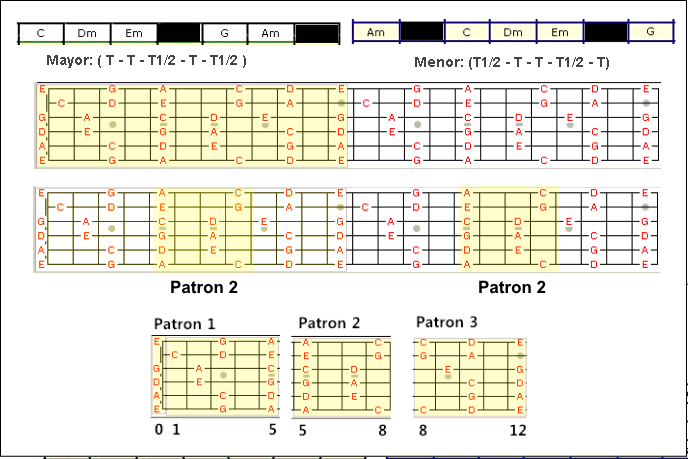 C Dm Em G Am
Am C Dm Em G
Mayor: ( T - T - T1/2 - T - T1/2 )
Menor: (T1/2 - T - T - T1/2 - T)
E G A C D E G A C D E
C D E G A C D E G A
G A C D E G A C D E G
D E G A C D E G A C D
A C D E G A C D E G A
E G A C D E G A C D E
E G A C D E G A C D E
C D E G A C D E G A
G A C D E G A C D E G
D E G A C D E G A C D
A C D E G A C D E G A
E G A C D E G A C D E
Patron 2
Patron 2
Patron 1
E G A
C D E
G A C
D E G
A C D
E G A
0 1 5
Patron 2
A C
E G
C D
G A
D E
A C
5 8
Patron 3
C D E
G A
E G
C D
G A
C D E
8 12